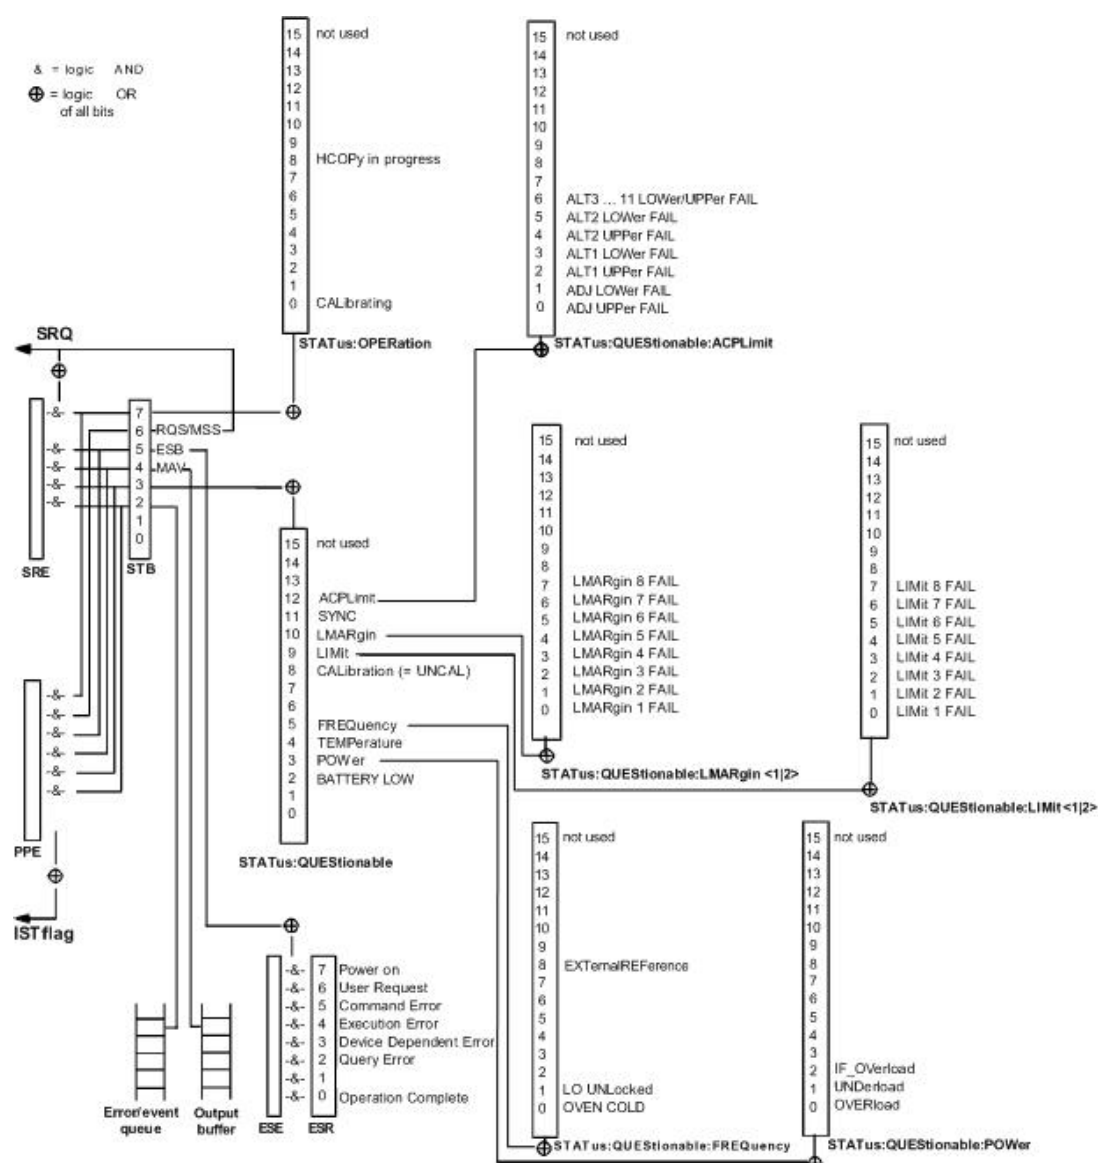 & = logic AND
⊕ = logic OR
of all bits
15 not used
14
13
12
11
10
9
8 HCOPy in progress
7
6
5
4
3
2
1
0 CALibrating
STATus:OPERation
15 not used
14
13
12
11
10
9
8
7
6 ALT3 ... 11 LOWer/UPPer FAIL
5 ALT2 LOWer FAIL
4 ALT2 UPPer FAIL
3 ALT1 LOWer FAIL
2 ALT1 UPPer FAIL
1 ADJ LOWer FAIL
0 ADJ UPPer FAIL
STATus:QUEStionable:ACPLimit
SRQ
-&-
-&-
-&-
-&-
-&-
SRE
7
6 RQS/MSS
5 ESB
4 MAV
3
2
1
0
STB
15 not used
14
13
12 ACPLimit
11 SYNC
10 LMARgin
9 LIMit
8 CALibration (= UNCAL)
7
6
5 FREQuency
4 TEMPerature
3 POWer
2 BATTERY LOW
1
0
STATus:QUEStionable
15 not used
14
13
12
11
10
9
8
7 LMARgin 8 FAIL
6 LMARgin 7 FAIL
5 LMARgin 6 FAIL
4 LMARgin 5 FAIL
3 LMARgin 4 FAIL
2 LMARgin 3 FAIL
1 LMARgin 2 FAIL
0 LMARgin 1 FAIL
STATus:QUEStionable:LMARgin <1|2>
15 not used
14
13
12
11
10
9
8
7 LIMit 8 FAIL
6 LIMit 7 FAIL
5 LIMit 6 FAIL
4 LIMit 5 FAIL
3 LIMit 4 FAIL
2 LIMit 3 FAIL
1 LIMit 2 FAIL
0 LIMit 1 FAIL
STATus:QUEStionable:LIMit <1|2>
-&-
-&-
-&-
-&-
-&-
-&-
PPE
IST flag
Error/event
queue
Output
buffer
-&- 7 Power on
-&- 6 User Request
-&- 5 Command Error
-&- 4 Execution Error
-&- 3 Device Dependent Error
-&- 2 Query Error
-&- 1
-&- 0 Operation Complete
ESE ESR
15 not used
14
13
12
11
10
9
8 EXTernalREFerence
7
6
5
4
3
2
1 LO UNLocked
0 OVEN COLD
STATus:QUEStionable:FREQuency
15 not used
14
13
12
11
10
9
8
7
6
5
4
3
2 IF_OVerload
1 UNDerload
0 OVERload
STATus:QUEStionable:POWer